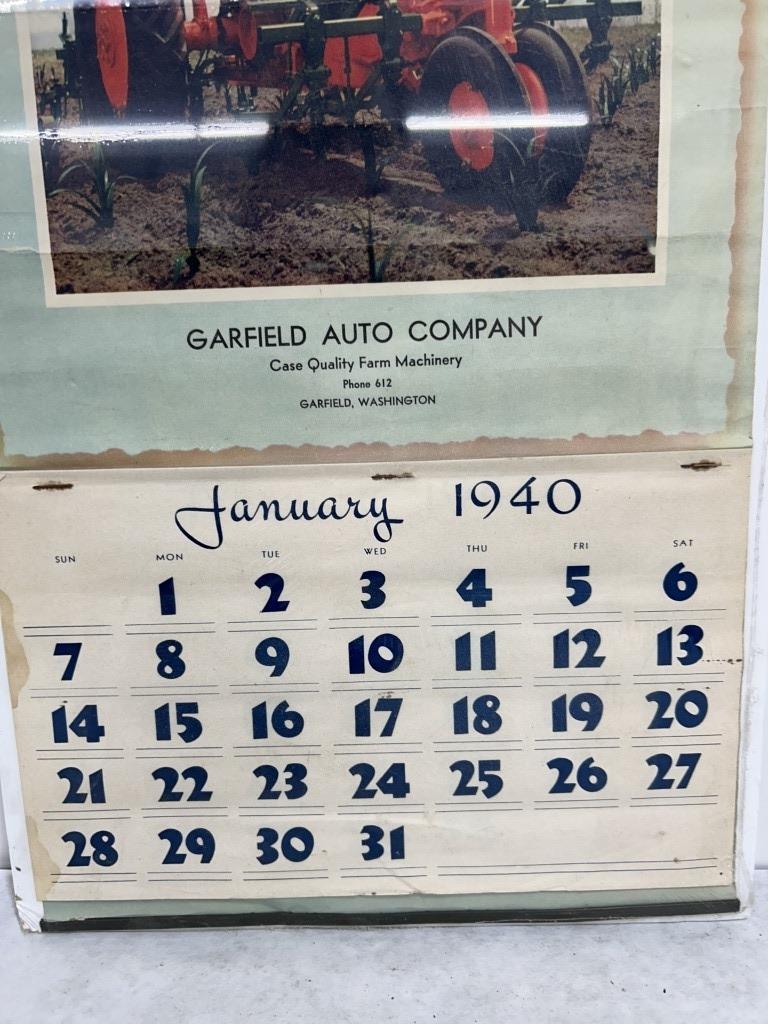 GARFIELD AUTO COMPANY
Case Quality Farm Machinery
Phone 612
GARFIELD, WASHINGTON
January 1940
SUN MON TUE WED THU FRI SAT
1 2 3 4 5 6
7 8 9 10 11 12 13
14 15 16 17 18 19 20
21 22 23 24 25 26 27
28 29 30 31